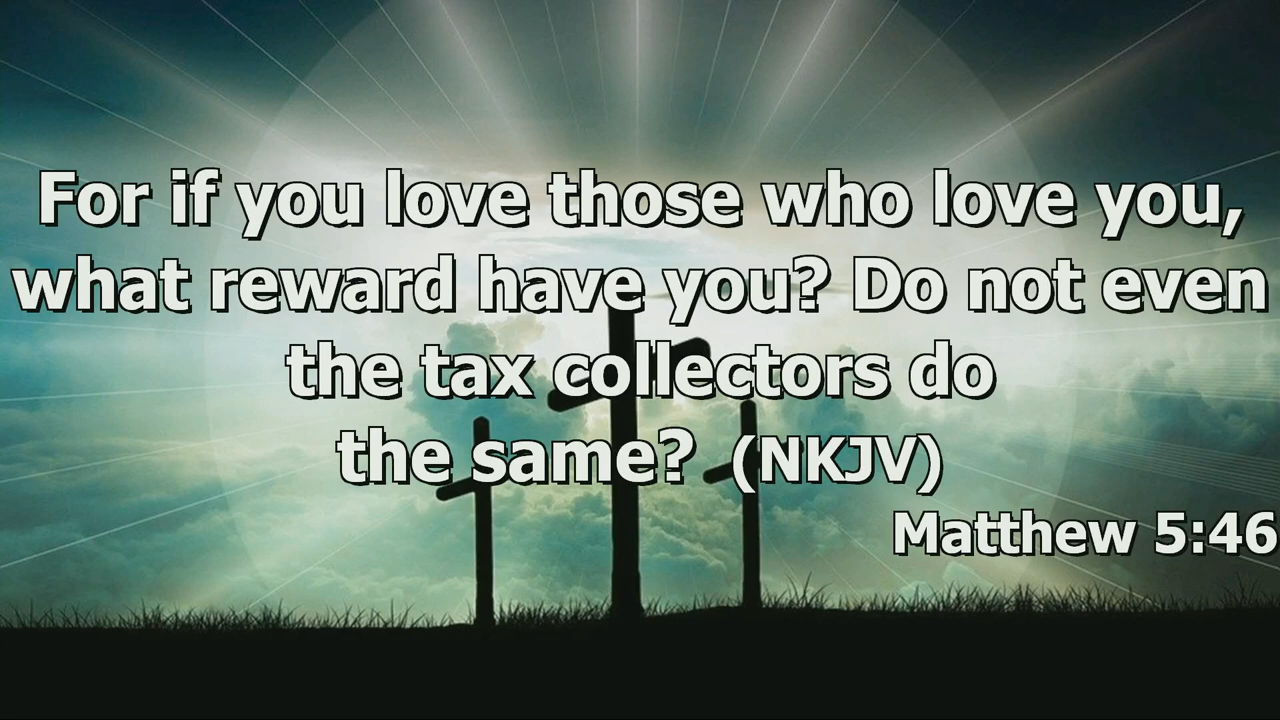 For if you love those who love you,
what reward have you? Do not even
the tax collectors do
the same? (NKJV)
Matthew 5:46